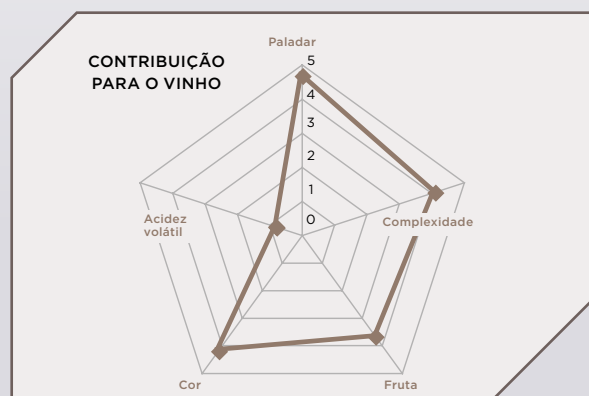 Paladar
CONTRIBUIÇÃO
PARA O VINHO
5
4
3
2
1
0
Acidez
volátil
Complexidade
Cor
Fruta